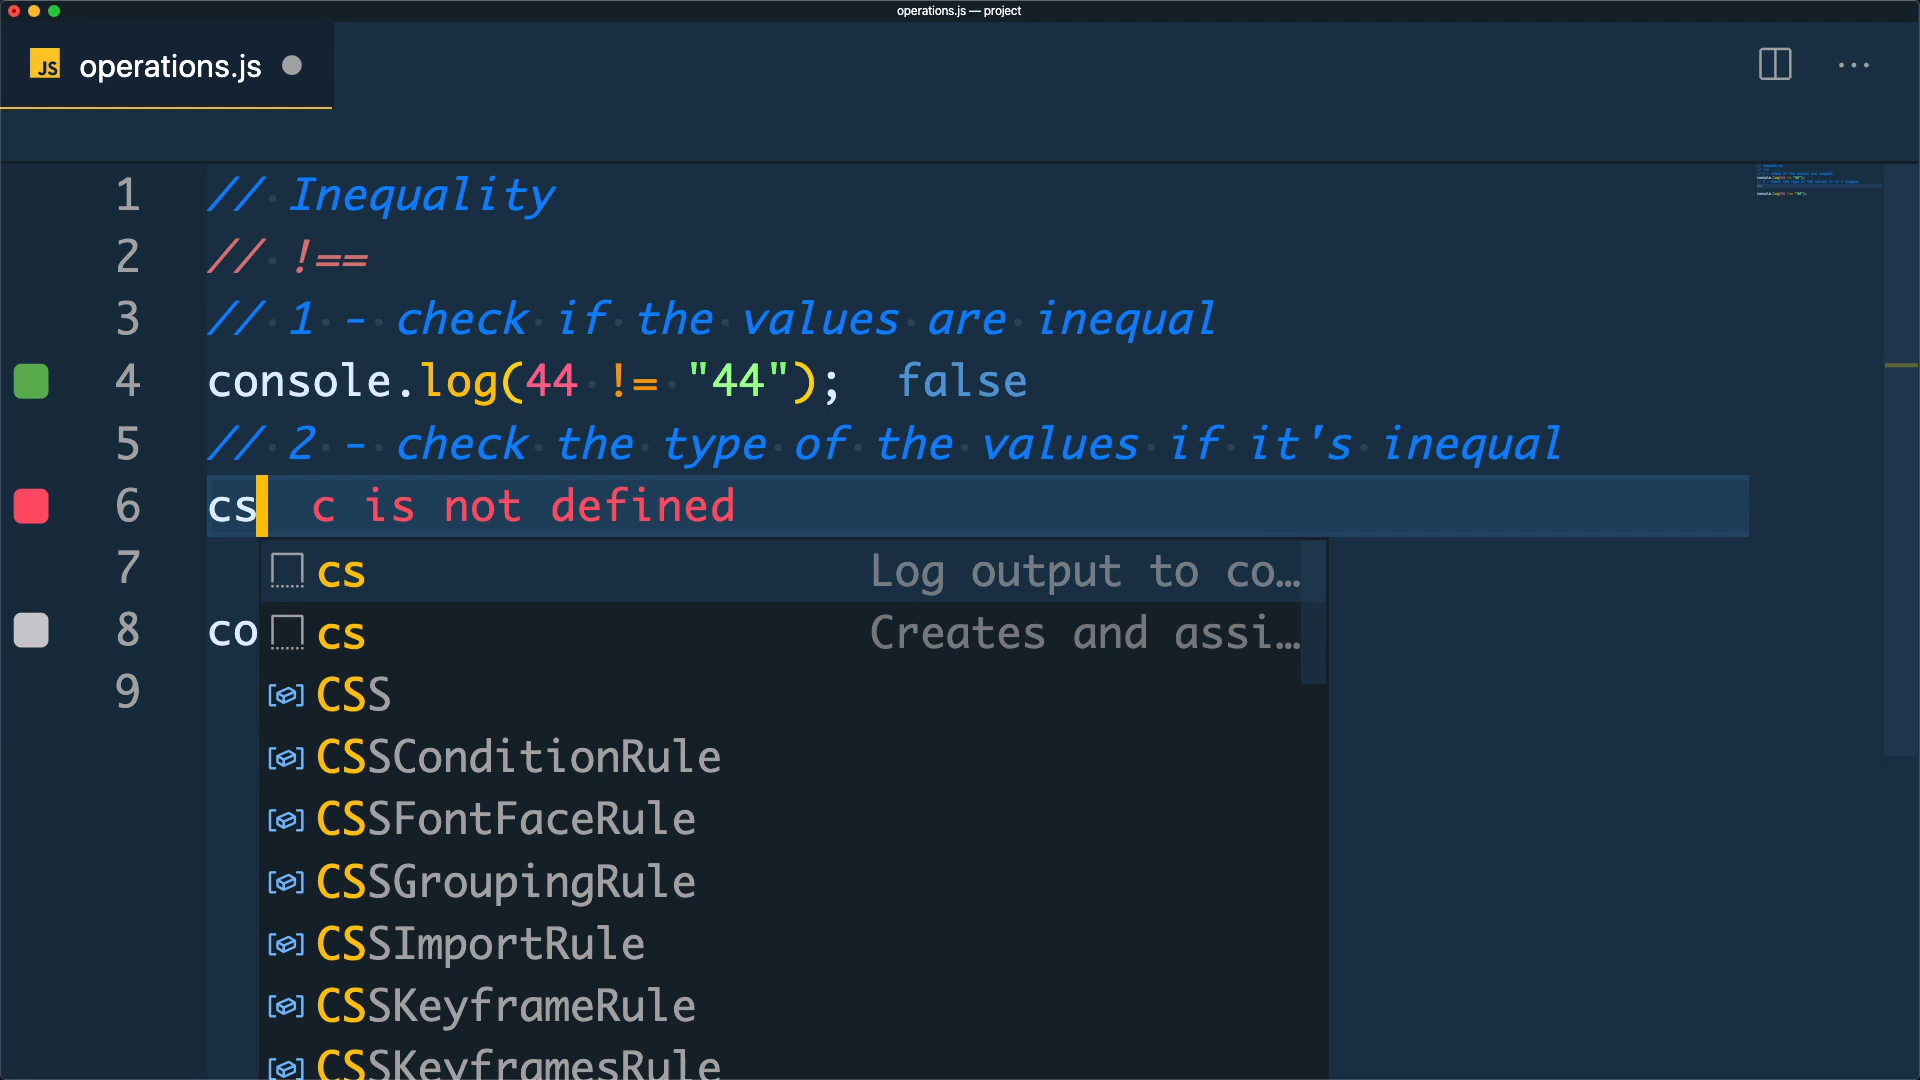 operations.js — project
JS operations.js
1 // Inequality
2 // !==
3 // 1 - check if the values are inequal
4 console.log(44 != "44"); false
5 // 2 - check the type of the values if it's inequal
6 cs c is not defined
7 cs Log output to co…
8 co cs Creates and assi…
9 CSS
CSSConditionRule
CSSFontFaceRule
CSSGroupingRule
CSSImportRule
CSSKeyframeRule
CSSKeyframesRule